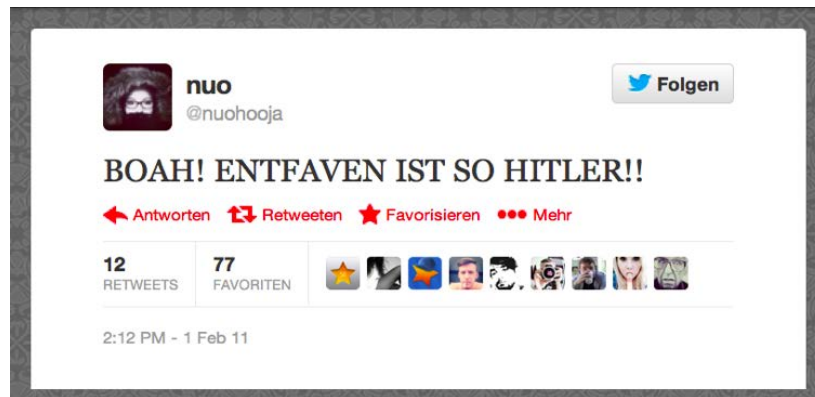 nuo
@nuohooja
Folgen
BOAH! ENTFAVEN IST SO HITLER!!
Antworten Retweeten Favorisieren Mehr
12 77
RETWEETS FAVORITEN
2:12 PM - 1 Feb 11